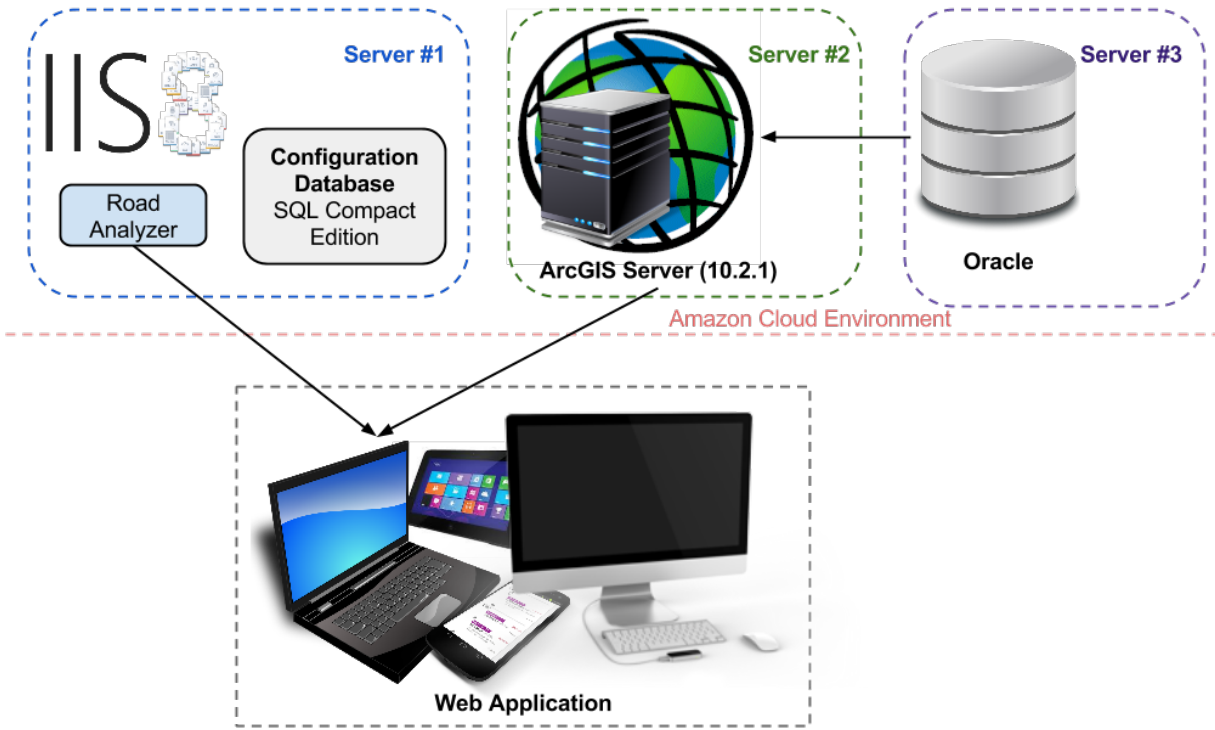 Server #1
IIS8
Road
Analyzer
Configuration
Database
SQL Compact
Edition
Server #2
ArcGIS Server (10.2.1)
Server #3
Oracle
Amazon Cloud Environment
Web Application